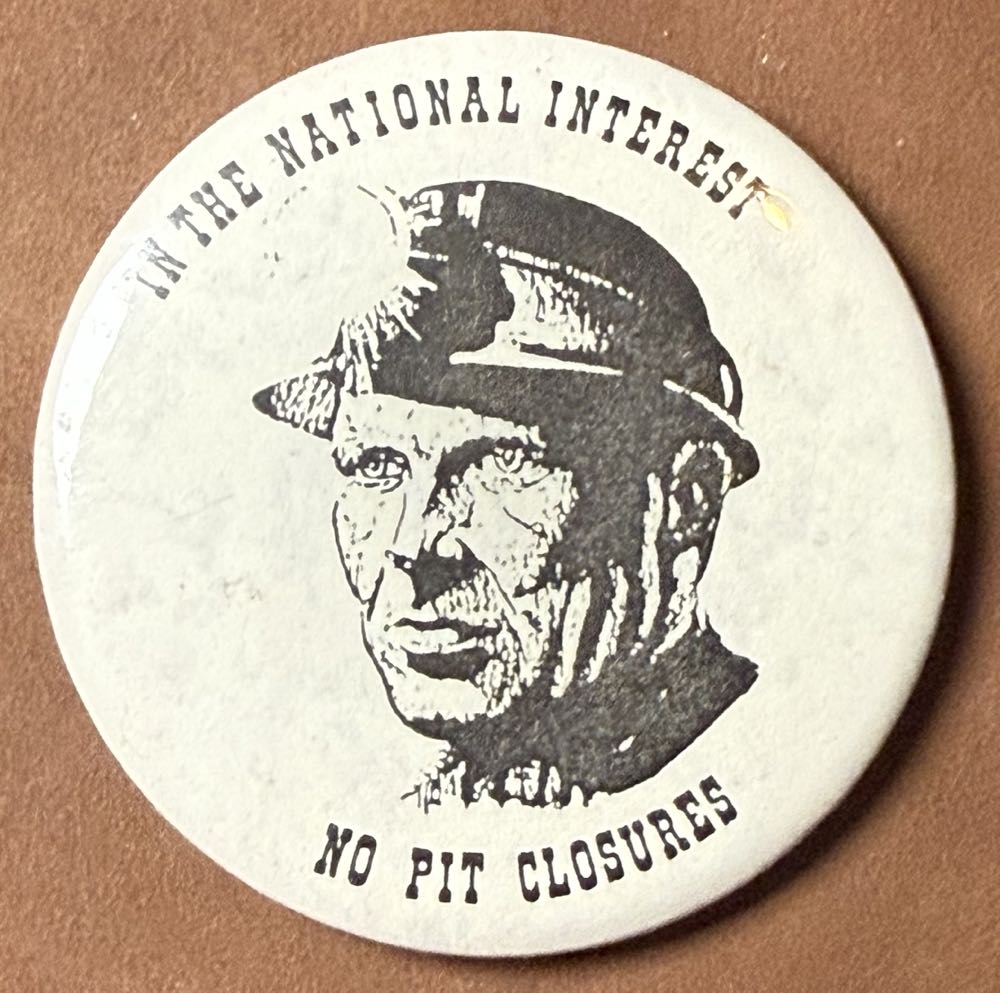 IN THE NATIONAL INTEREST
NO PIT CLOSURES